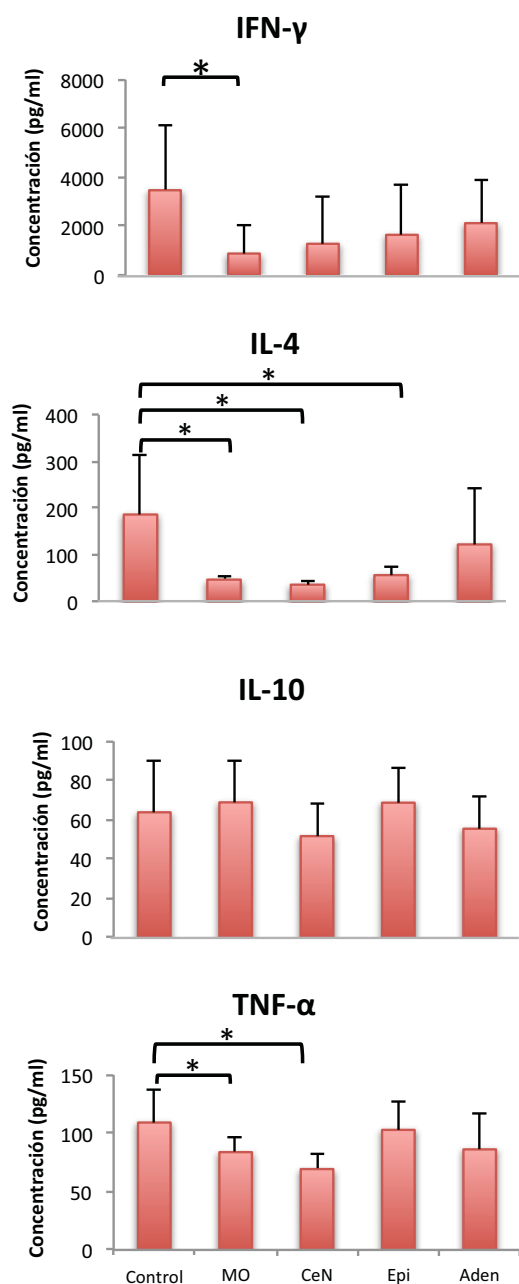 IFN-γ
Concentración (pg/ml)
8000
6000
4000
2000
0
*
IL-4
Concentración (pg/ml)
400
300
200
100
0
*
*
*
IL-10
Concentración (pg/ml)
100
80
60
40
20
0
TNF-α
Concentración (pg/ml)
150
100
50
0
*
*
Control MO CeN Epi Aden